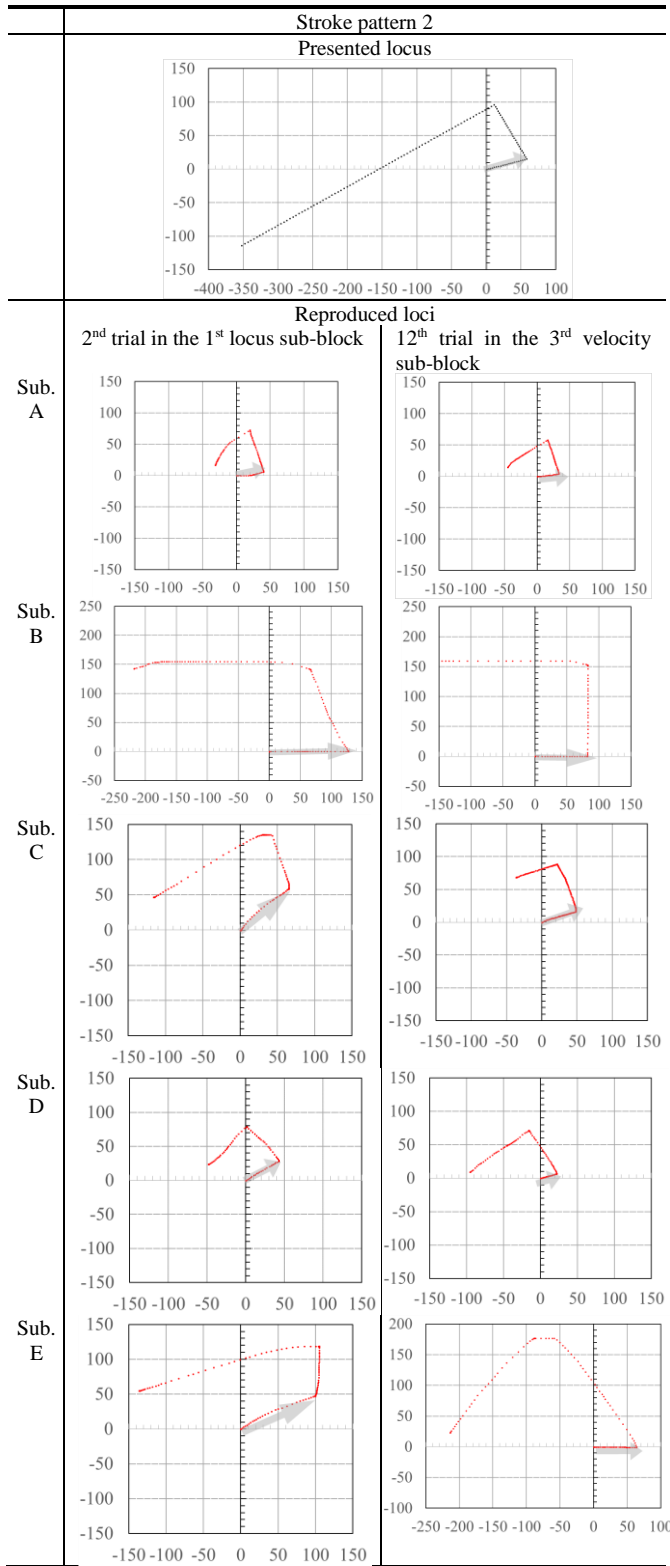 Stroke pattern 2
Presented locus
150
100
50
0
-50
-100
-150
-400 -350 -300 -250 -200 -150 -100 -50 0 50 100
Reproduced loci
2nd trial in the 1st locus sub-block
12th trial in the 3rd velocity
sub-block
Sub.
A
150
100
50
0
-50
-100
-150
-150 -100 -50 0 50 100 150
150
100
50
0
-50
-100
-150
-150 -100 -50 0 50 100 150
Sub.
B
250
200
150
100
50
0
-50
-250 -200 -150 -100 -50 0 50 100 150
250
200
150
100
50
0
-50
-150 -100 -50 0 50 100 150
Sub.
C
150
100
50
0
-50
-100
-150
-150 -100 -50 0 50 100 150
150
100
50
0
-50
-100
-150
-150 -100 -50 0 50 100 150
Sub.
D
150
100
50
0
-50
-100
-150
-150 -100 -50 0 50 100 150
150
100
50
0
-50
-100
-150
-150 -100 -50 0 50 100 150
Sub.
E
150
100
50
0
-50
-100
-150
-150 -100 -50 0 50 100 150
200
150
100
50
0
-50
-100
-250 -200 -150 -100 -50 0 50 100